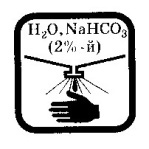 H₂O, NaHCO₃
(2%-й)